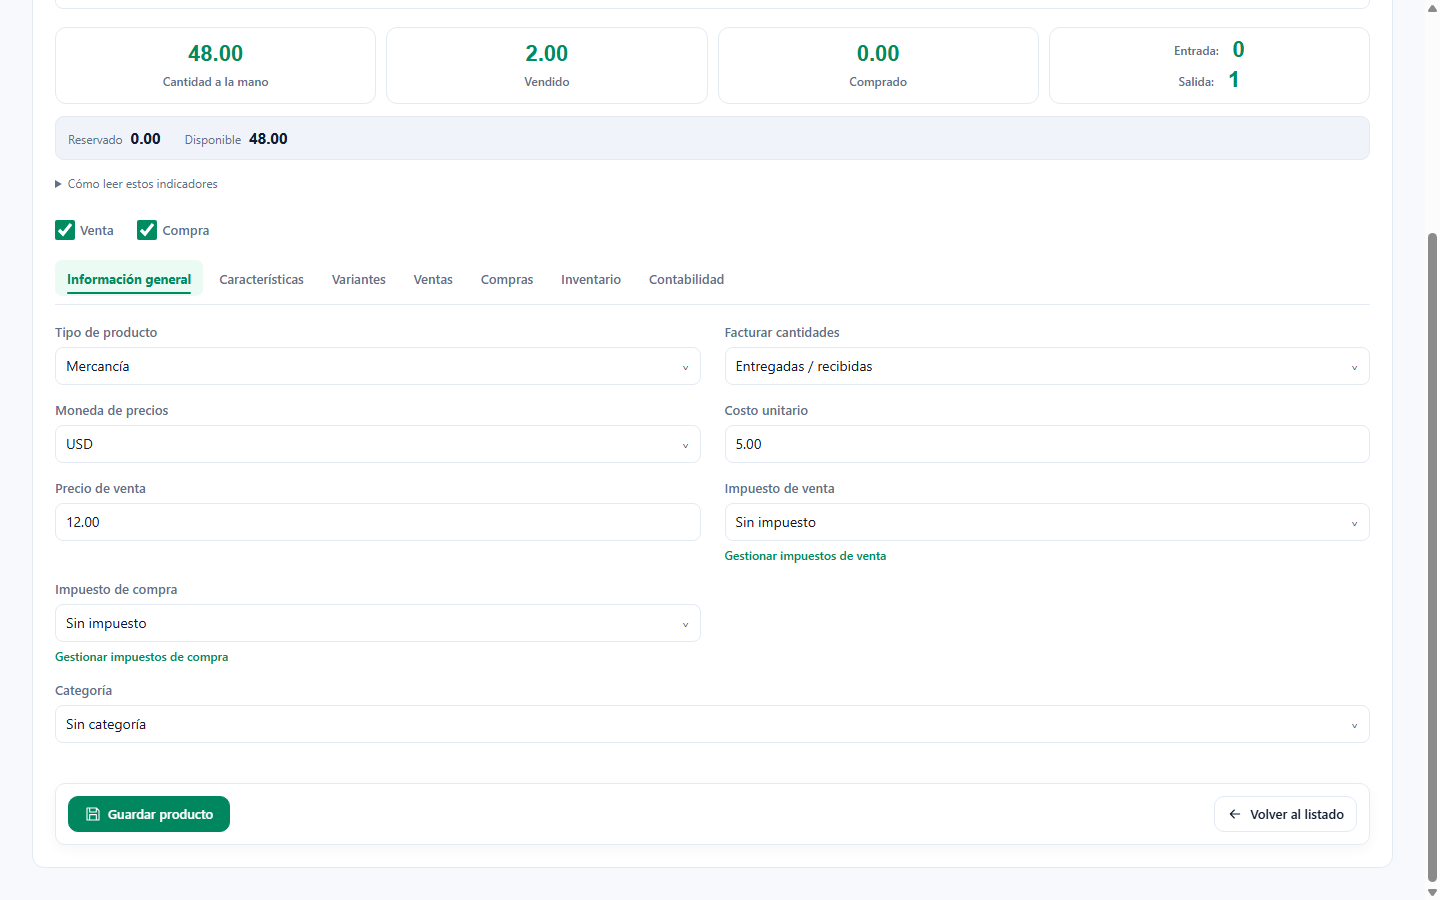 48.00
Cantidad a la mano
2.00
Vendido
0.00
Comprado
Entrada: 0
Salida: 1
Reservado 0.00 Disponible 48.00
Cómo leer estos indicadores
Venta Compra
Información general Características Variantes Ventas Compras Inventario Contabilidad
Tipo de producto
Mercancía
Facturar cantidades
Entregadas / recibidas
Moneda de precios
USD
Costo unitario
5.00
Precio de venta
12.00
Impuesto de venta
Sin impuesto
Gestionar impuestos de venta
Impuesto de compra
Sin impuesto
Gestionar impuestos de compra
Categoría
Sin categoría
Guardar producto
Volver al listado